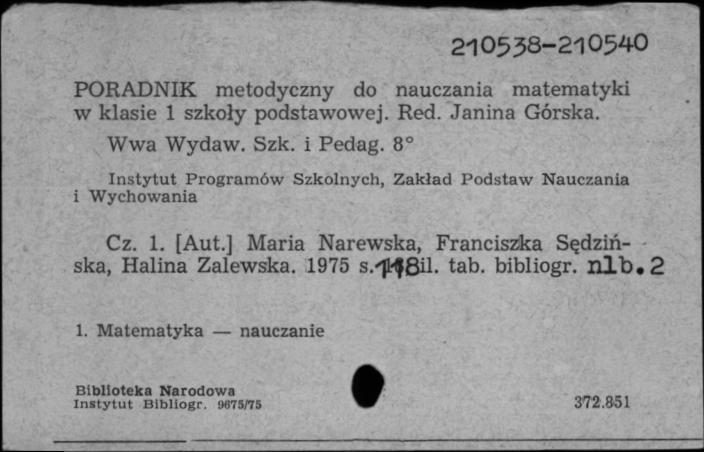 210538-210540
PORADNIK metodyczny do nauczania matematyki
w klasie 1 szkoły podstawowej. Red. Janina Górska.
Wwa Wydaw. Szk. i Pedag. 8°
Instytut Programów Szkolnych, Zakład Podstaw Nauczania
i Wychowania
Cz. 1. [Aut.] Maria Narewska, Franciszka Sędziń-
ska, Halina Zalewska. 1975 s. il. tab. bibliogr. nlb. 2
1. Matematyka — nauczanie
Biblioteka Narodowa
Instytut Bibliogr. 9675/75
372.851